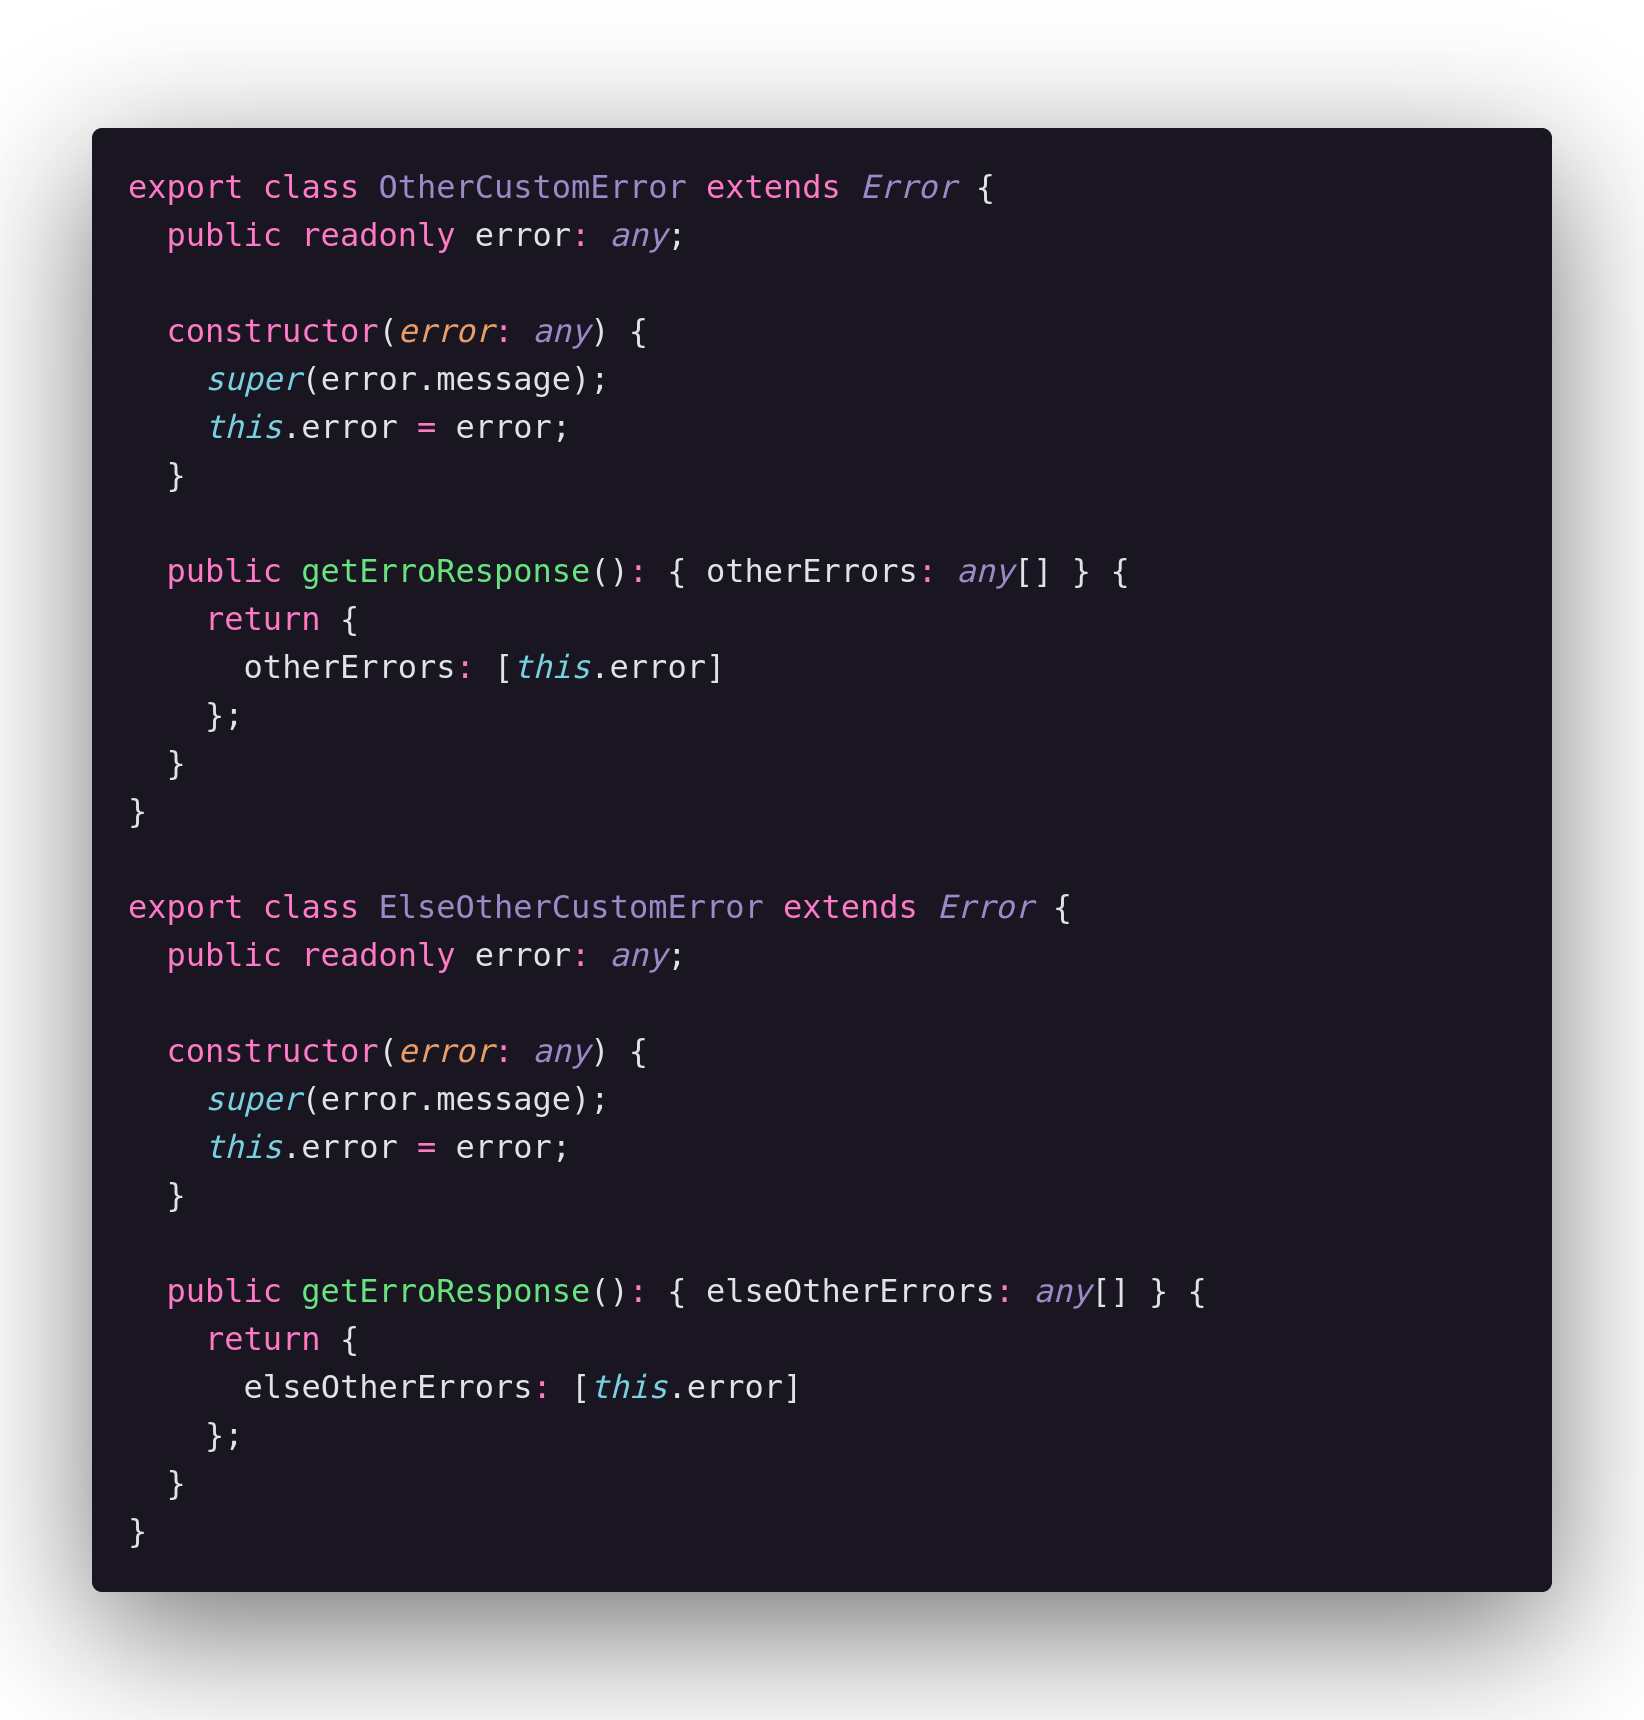 export class OtherCustomError extends Error {
  public readonly error: any;

  constructor(error: any) {
    super(error.message);
    this.error = error;
  }

  public getErroResponse(): { otherErrors: any[] } {
    return {
      otherErrors: [this.error]
    };
  }
}

export class ElseOtherCustomError extends Error {
  public readonly error: any;

  constructor(error: any) {
    super(error.message);
    this.error = error;
  }

  public getErroResponse(): { elseOtherErrors: any[] } {
    return {
      elseOtherErrors: [this.error]
    };
  }
}